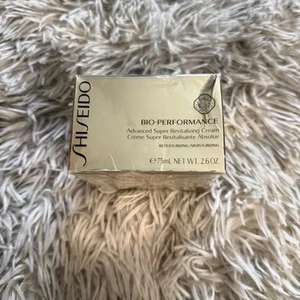 SHISEIDO
BIO-PERFORMANCE
Advanced Super Revitalizing Cream
Crème Super Revitalisante Absolue
RETEXTURIZING/MOISTURIZING
℮ 75mL NET WT. 2.6 OZ.